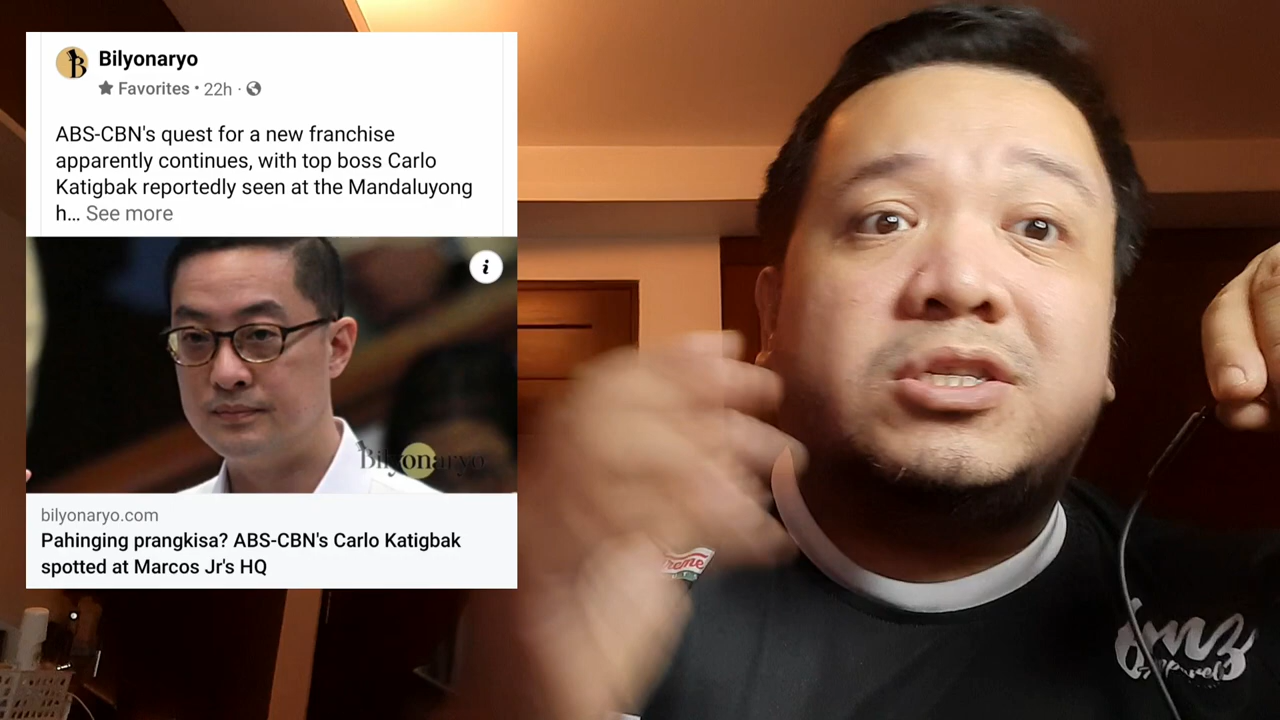 Bilyonaryo
Favorites • 22h •
ABS-CBN's quest for a new franchise
apparently continues, with top boss Carlo
Katigbak reportedly seen at the Mandaluyong
h... See more
i
Bilyonaryo
bilyonaryo.com
Pahinging prangkisa? ABS-CBN's Carlo Katigbak
spotted at Marcos Jr's HQ